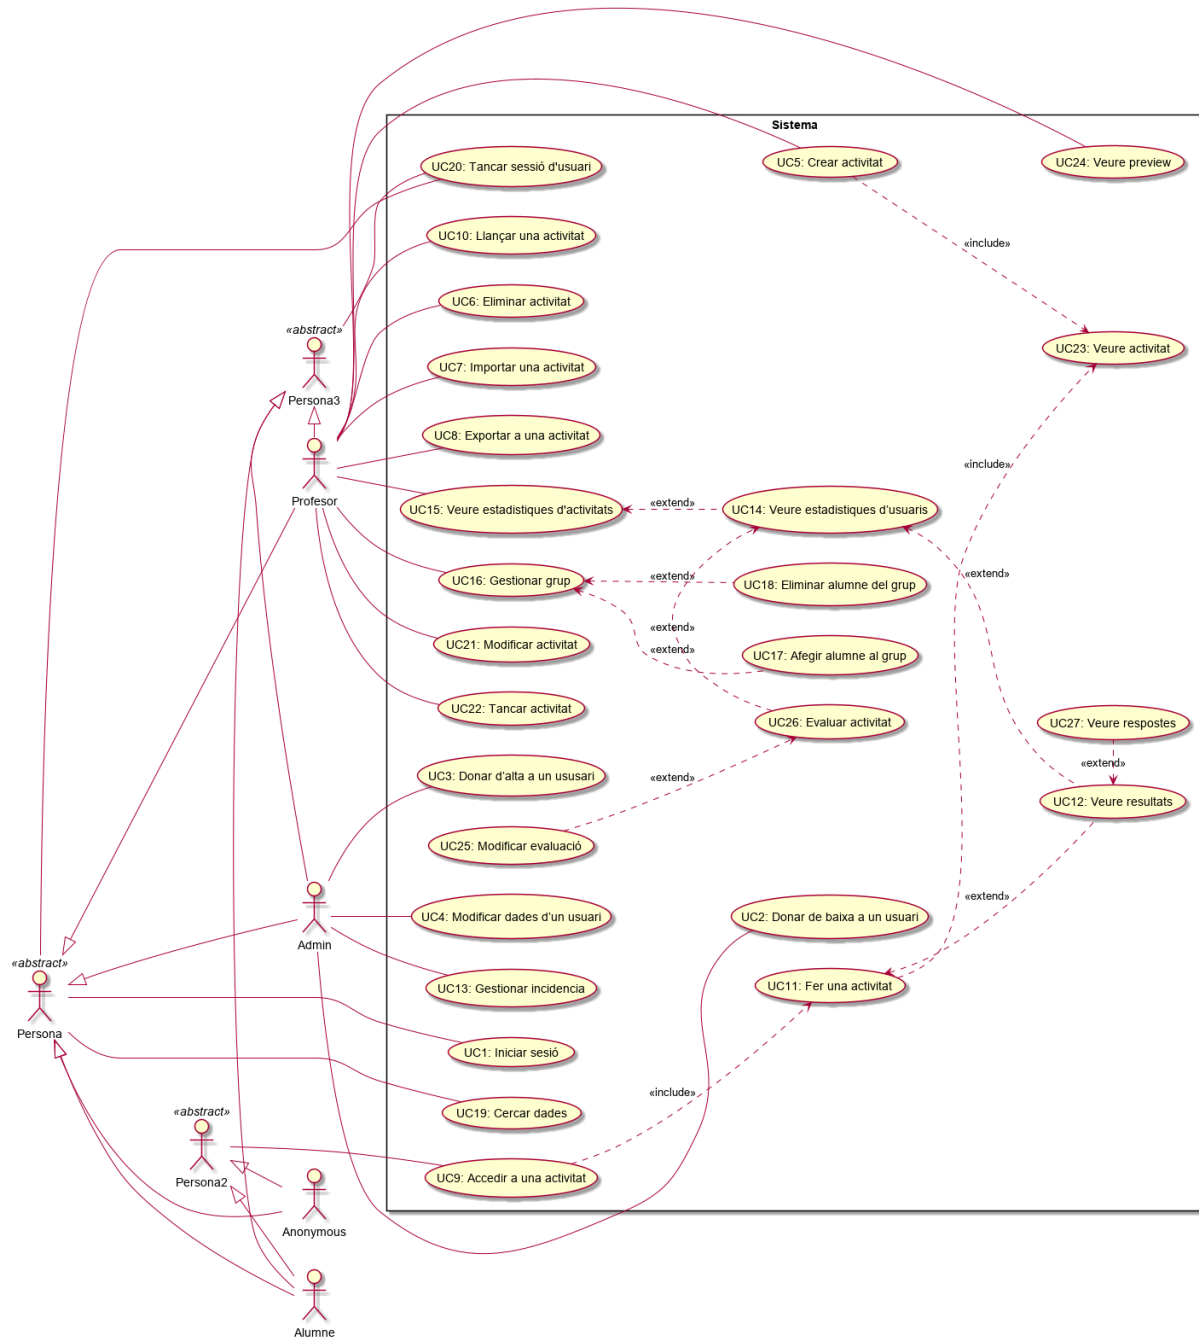 Sistema
UC20: Tancar sessió d'usuari
UC5: Crear activitat
UC24: Veure preview
UC10: Llançar una activitat
«include»
UC6: Eliminar activitat
«abstract»
Persona3
UC23: Veure activitat
UC7: Importar una activitat
UC8: Exportar a una activitat
«include»
Profesor
UC15: Veure estadistiques d'activitats
«extend»
UC14: Veure estadistiques d'usuaris
UC16: Gestionar grup
«extend»
UC18: Eliminar alumne del grup
«extend»
«extend»
UC21: Modificar activitat
«extend»
UC17: Afegir alumne al grup
UC22: Tancar activitat
UC26: Evaluar activitat
UC27: Veure respostes
«extend»
UC3: Donar d'alta a un ususari
«extend»
UC12: Veure resultats
UC25: Modificar evaluació
«extend»
UC4: Modificar dades d'un usuari
UC2: Donar de baixa a un usuari
Admin
«abstract»
Persona
UC13: Gestionar incidencia
UC11: Fer una activitat
UC1: Iniciar sesió
«include»
UC19: Cercar dades
«abstract»
Persona2
UC9: Accedir a una activitat
Anonymous
Alumne